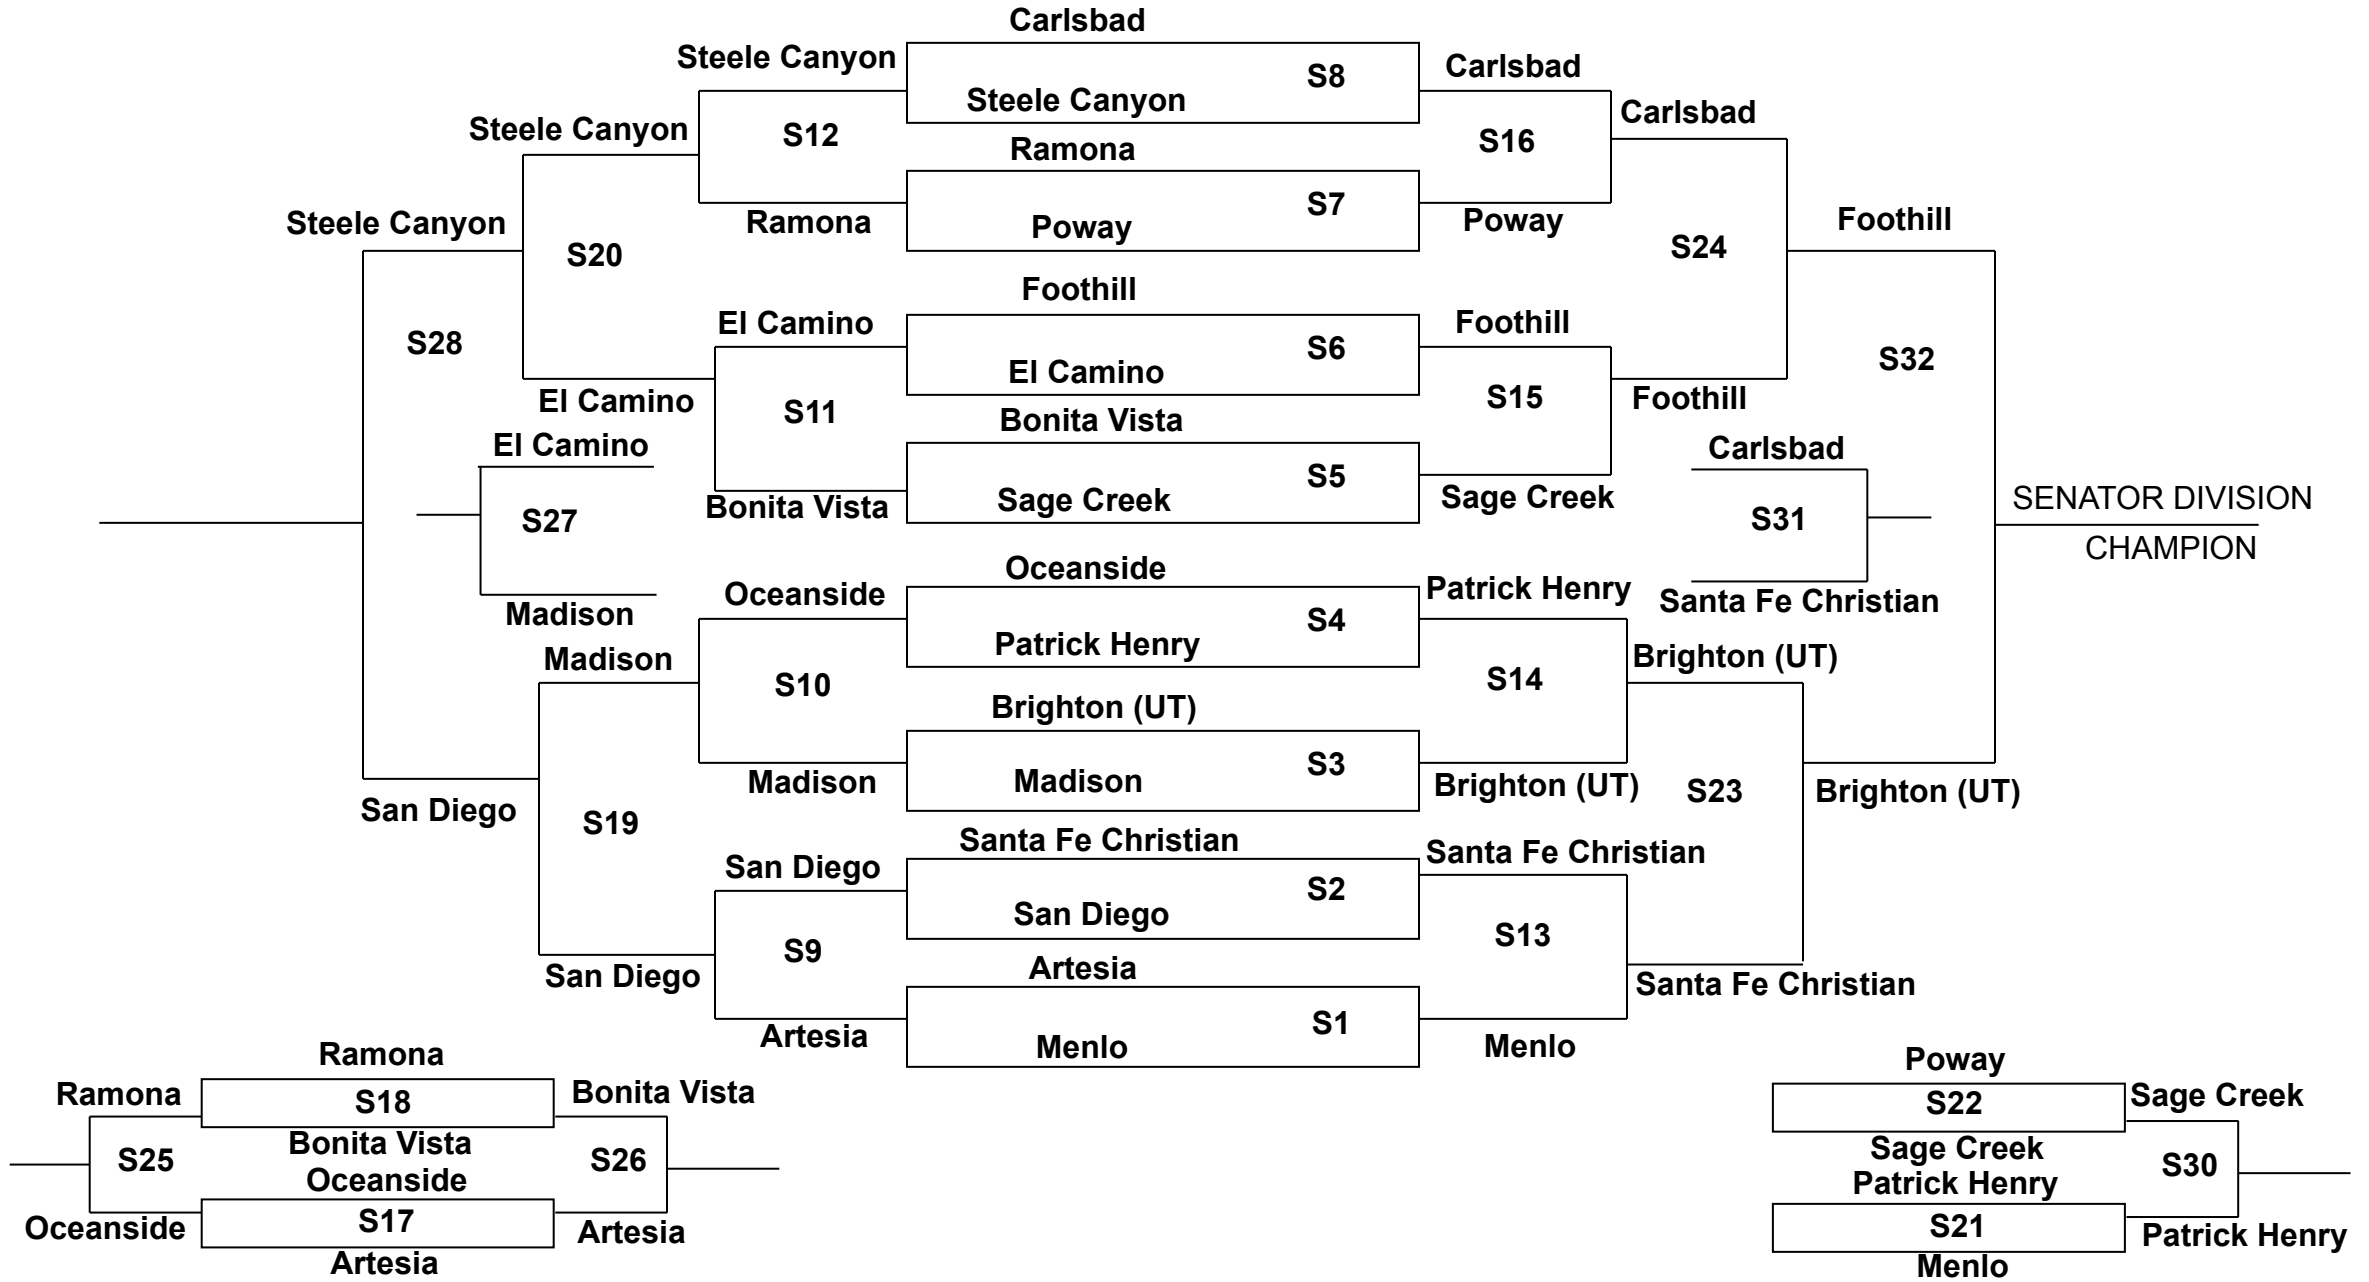 Carlsbad
Steele Canyon
S8
Carlsbad
Steele Canyon
Carlsbad
Steele Canyon
S12
Ramona
S16
Steele Canyon
S7
Foothill
Ramona
Poway
Poway
S20
S24
Foothill
El Camino
Foothill
S28
S6
S32
El Camino
El Camino
S11
Bonita Vista
S15
Foothill
El Camino
Carlsbad
S5
Bonita Vista
Sage Creek
Sage Creek
S27
S31
SENATOR DIVISION
CHAMPION
Oceanside
Oceanside
Patrick Henry
Santa Fe Christian
Madison
S4
Madison
Patrick Henry
Brighton (UT)
S10
S14
Brighton (UT)
Madison
Madison
S3
Brighton (UT)
S23
Brighton (UT)
San Diego
S19
Santa Fe Christian
San Diego
Santa Fe Christian
S2
San Diego
S9
S13
San Diego
Artesia
Santa Fe Christian
Artesia
S1
Menlo
Menlo
Ramona
Ramona
S18
Bonita Vista
Bonita Vista
S25
S26
Oceanside
Oceanside
S17
Artesia
Artesia
Poway
S22
Sage Creek
Sage Creek
S30
Patrick Henry
S21
Patrick Henry
Menlo